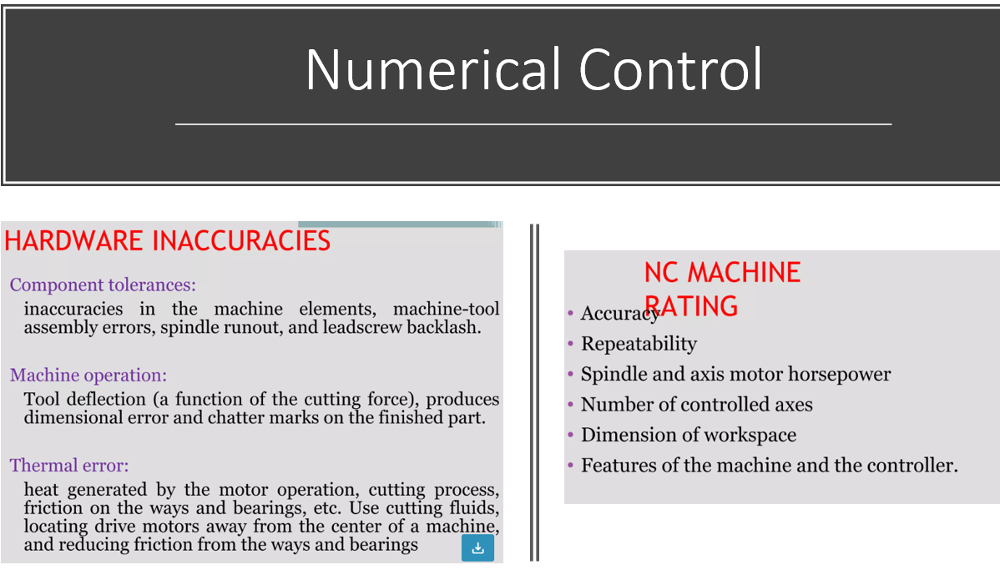 Numerical Control
HARDWARE INACCURACIES
Component tolerances:
inaccuracies in the machine elements, machine-tool
assembly errors, spindle runout, and leadscrew backlash.
Machine operation:
Tool deflection (a function of the cutting force), produces
dimensional error and chatter marks on the finished part.
Thermal error:
heat generated by the motor operation, cutting process,
friction on the ways and bearings, etc. Use cutting fluids,
locating drive motors away from the center of a machine,
and reducing friction from the ways and bearings
NC MACHINE
RATING
• Accuracy
• Repeatability
• Spindle and axis motor horsepower
• Number of controlled axes
• Dimension of workspace
• Features of the machine and the controller.